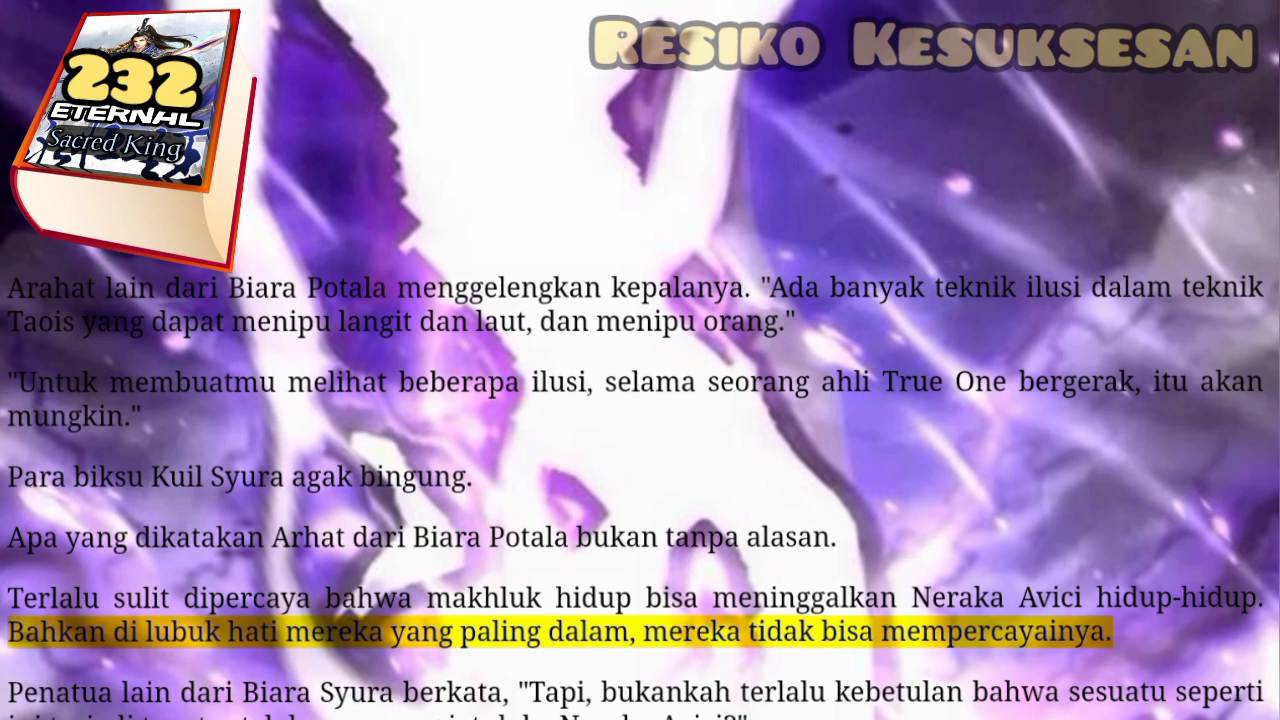 Resiko Kesuksesan
232
ETERNAL
Sacred King
Arahat lain dari Biara Potala menggelengkan kepalanya. "Ada banyak teknik ilusi dalam teknik
Taois yang dapat menipu langit dan laut, dan menipu orang."
"Untuk membuatmu melihat beberapa ilusi, selama seorang ahli True One bergerak, itu akan
mungkin."
Para biksu Kuil Syura agak bingung.
Apa yang dikatakan Arhat dari Biara Potala bukan tanpa alasan.
Terlalu sulit dipercaya bahwa makhluk hidup bisa meninggalkan Neraka Avici hidup-hidup.
Bahkan di lubuk hati mereka yang paling dalam, mereka tidak bisa mempercayainya.
Penatua lain dari Biara Syura berkata, "Tapi, bukankah terlalu kebetulan bahwa sesuatu seperti